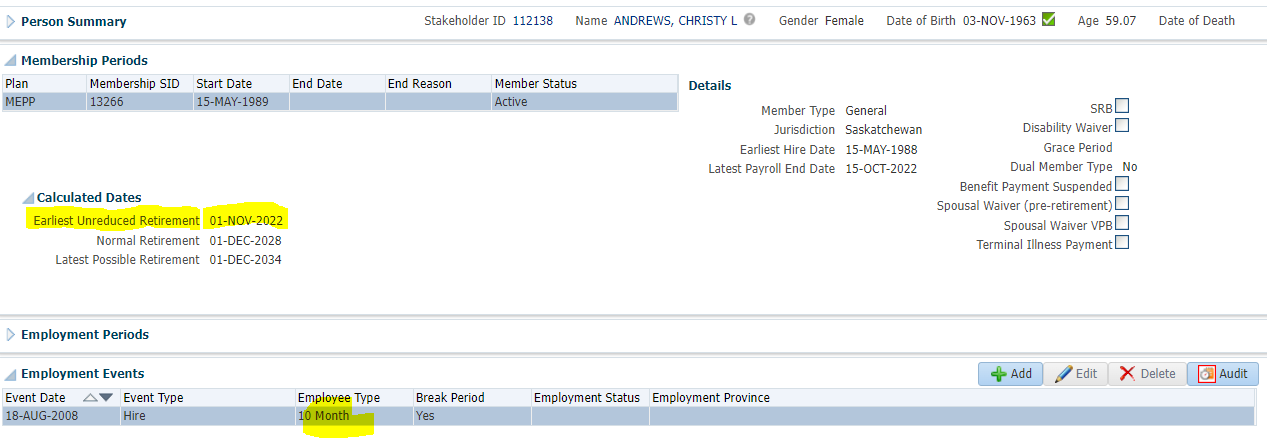 Person Summary Stakeholder ID 112138 Name ANDREWS, CHRISTY L Gender Female Date of Birth 03-NOV-1963 Age 59.07 Date of Death
Membership Periods
Plan Membership SID Start Date End Date End Reason Member Status
MEPP 13266 15-MAY-1989 Active
Details
Member Type General
Jurisdiction Saskatchewan
Earliest Hire Date 15-MAY-1988
Latest Payroll End Date 15-OCT-2022
SRB
Disability Waiver
Grace Period
Dual Member Type No
Benefit Payment Suspended
Spousal Waiver (pre-retirement)
Spousal Waiver VPB
Terminal Illness Payment
Calculated Dates
Earliest Unreduced Retirement 01-NOV-2022
Normal Retirement 01-DEC-2028
Latest Possible Retirement 01-DEC-2034
Employment Periods
Employment Events Add Edit Delete Audit
Event Date Event Type Employee Type Break Period Employment Status Employment Province
18-AUG-2008 Hire 10 Month Yes